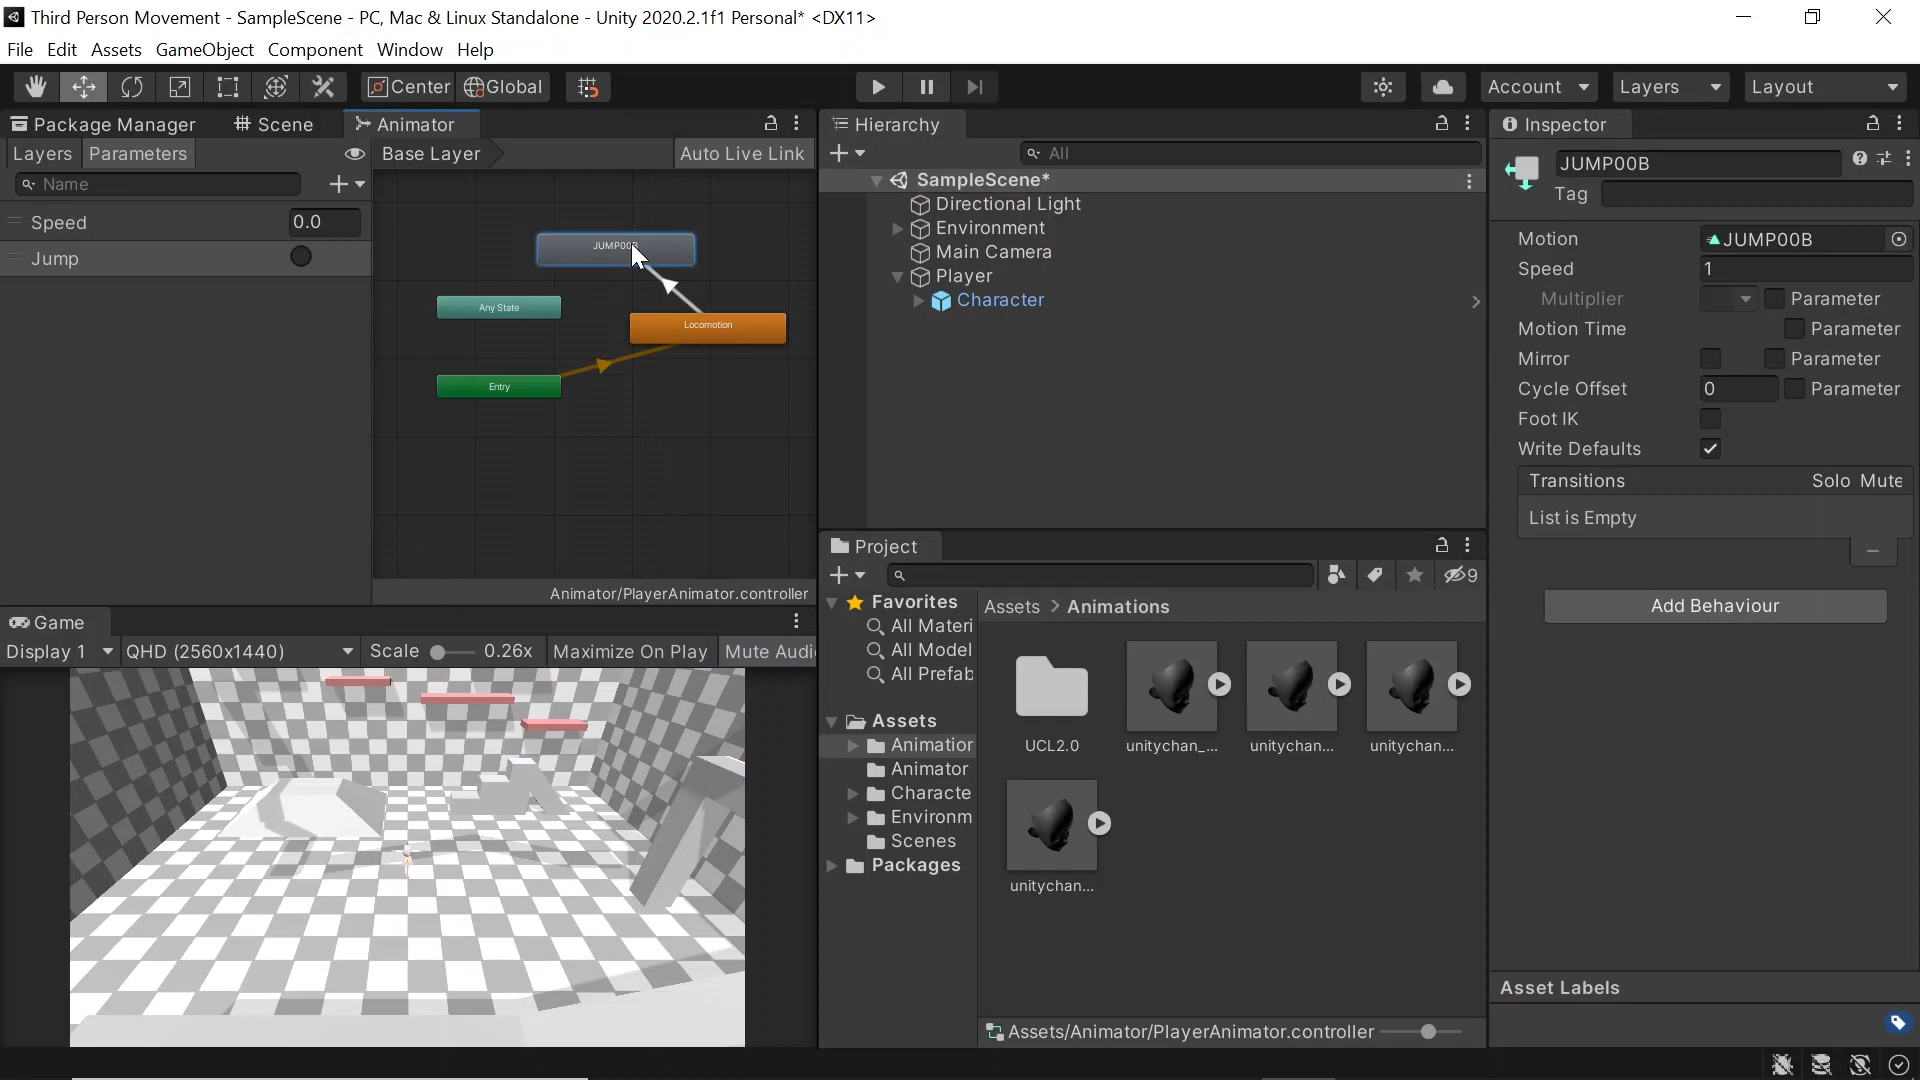 Third Person Movement - SampleScene - PC, Mac & Linux Standalone - Unity 2020.2.1f1 Personal* <DX11>
File Edit Assets GameObject Component Window Help
Center Global
Account Layers Layout
Package Manager Scene Animator
Layers Parameters Base Layer Auto Live Link
Name
Speed 0.0
Jump
JUMP00B
Any State
Locomotion
Entry
Animator/PlayerAnimator.controller
Game
Display 1 QHD (2560x1440) Scale 0.26x Maximize On Play Mute Audi
Hierarchy
All
SampleScene*
Directional Light
Environment
Main Camera
Player
Character
Project
9
Favorites
All Materi
All Model
All Prefab
Assets
Animation
Animator
Characte
Environm
Scenes
Packages
Assets > Animations
UCL2.0
unitychan_...
unitychan...
unitychan...
unitychan...
Assets/Animator/PlayerAnimator.controller
Inspector
JUMP00B
Tag
Motion JUMP00B
Speed 1
Multiplier Parameter
Motion Time Parameter
Mirror Parameter
Cycle Offset 0 Parameter
Foot IK
Write Defaults
Transitions Solo Mute
List is Empty
Add Behaviour
Asset Labels